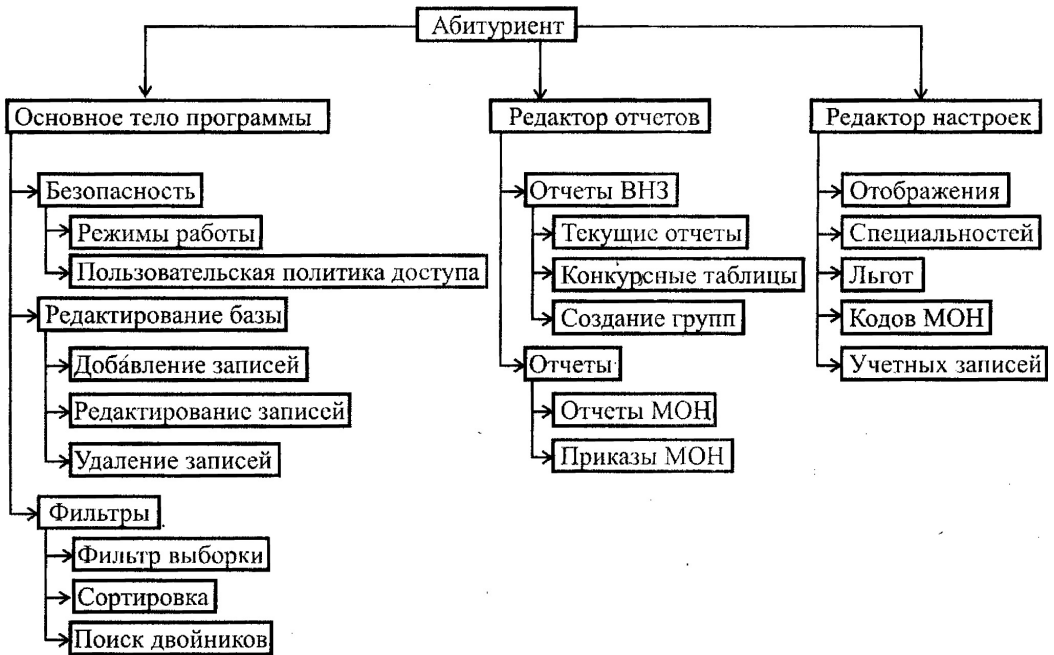 Абитуриент
Основное тело программы
Безопасность
Режимы работы
Пользовательская политика доступа
Редактирование базы
Добавление записей
Редактирование записей
Удаление записей
Фильтры
Фильтр выборки
Сортировка
Поиск двойников
Редактор отчетов
Отчеты ВНЗ
Текущие отчеты
Конкурсные таблицы
Создание групп
Отчеты
Отчеты МОН
Приказы МОН
Редактор настроек
Отображения
Специальностей
Льгот
Кодов МОН
Учетных записей